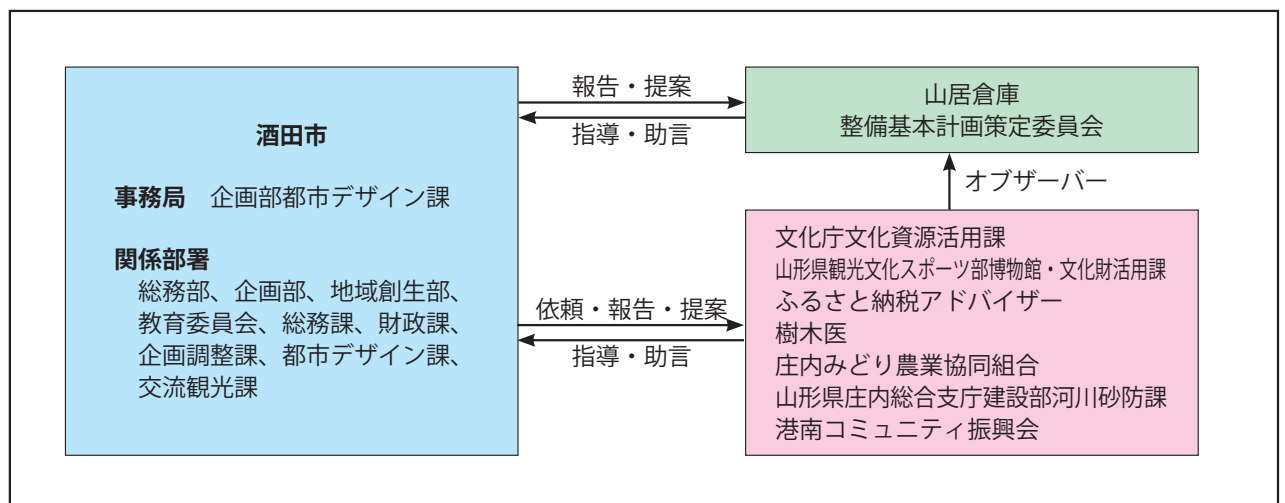 酒田市
事務局 企画部都市デザイン課
関係部署
総務部、企画部、地域創生部、
教育委員会、総務課、財政課、
企画調整課、都市デザイン課、
交流観光課
報告・提案
指導・助言
山居倉庫
整備基本計画策定委員会
オブザーバー
依頼・報告・提案
指導・助言
文化庁文化資源活用課
山形県観光文化スポーツ部博物館・文化財活用課
ふるさと納税アドバイザー
樹木医
庄内みどり農業協同組合
山形県庄内総合支庁建設部河川砂防課
港南コミュニティ振興会